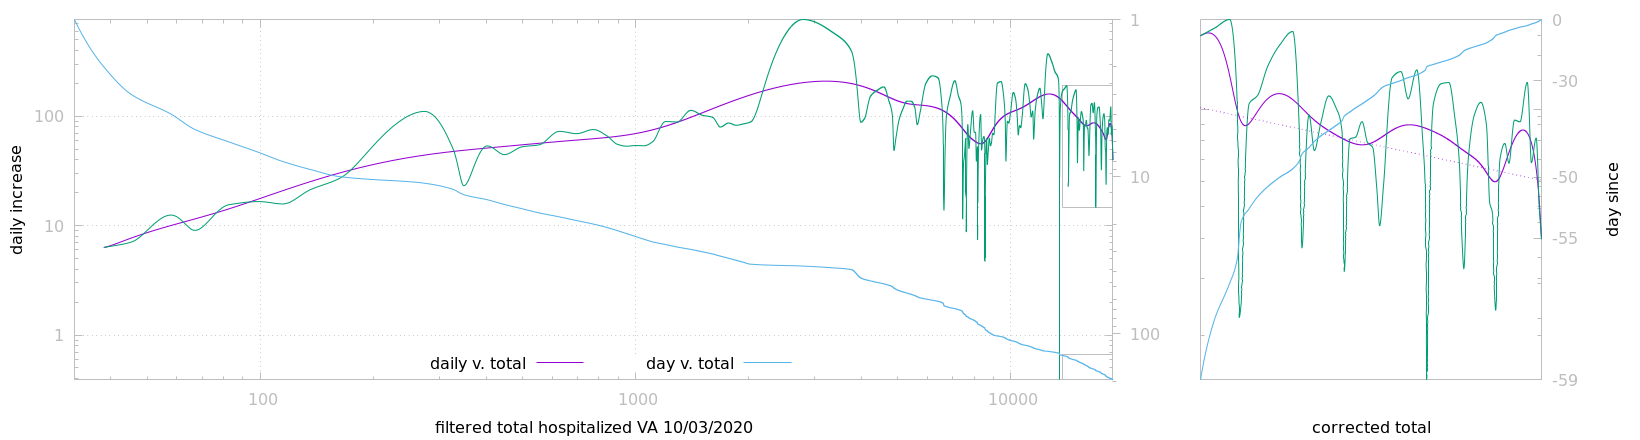 1
0
-30
100
daily increase
10
-50
day since
10
-55
1
100
daily v. total
day v. total
-59
100
1000
10000
filtered total hospitalized VA 10/03/2020
corrected total